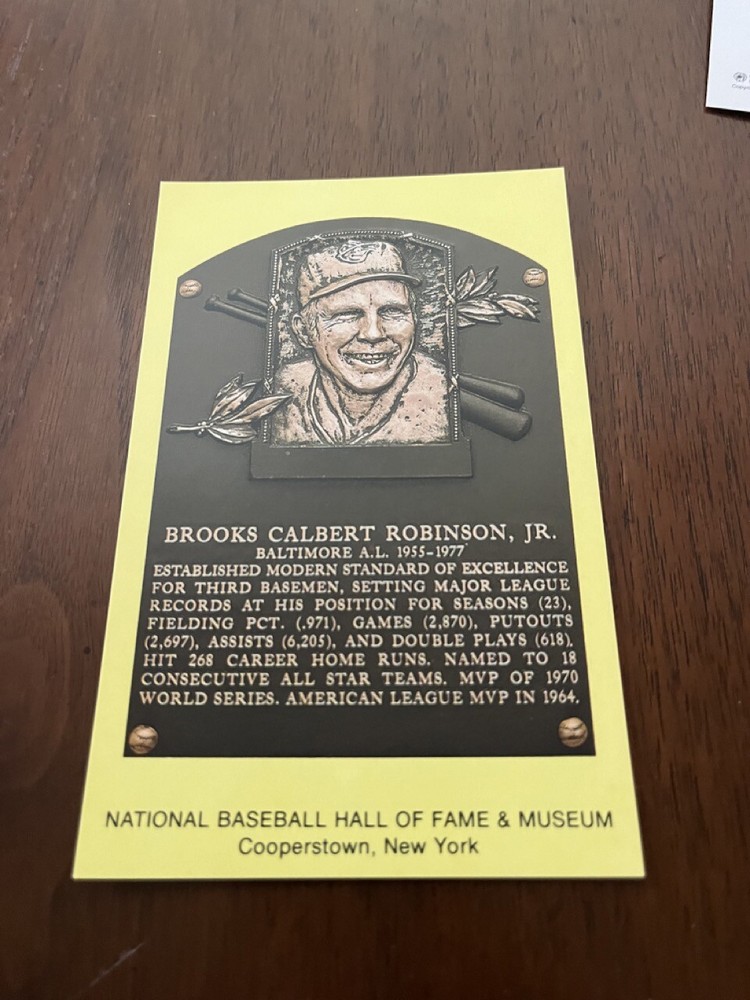 BROOKS CALBERT ROBINSON, JR.
BALTIMORE A.L. 1955-1977
ESTABLISHED MODERN STANDARD OF EXCELLENCE
FOR THIRD BASEMEN, SETTING MAJOR LEAGUE
RECORDS AT HIS POSITION FOR SEASONS (23),
FIELDING PCT. (.971), GAMES (2,870), PUTOUTS
(2,697), ASSISTS (6,205), AND DOUBLE PLAYS (618).
HIT 268 CAREER HOME RUNS. NAMED TO 18
CONSECUTIVE ALL STAR TEAMS. MVP OF 1970
WORLD SERIES. AMERICAN LEAGUE MVP IN 1964.
NATIONAL BASEBALL HALL OF FAME & MUSEUM
Cooperstown, New York